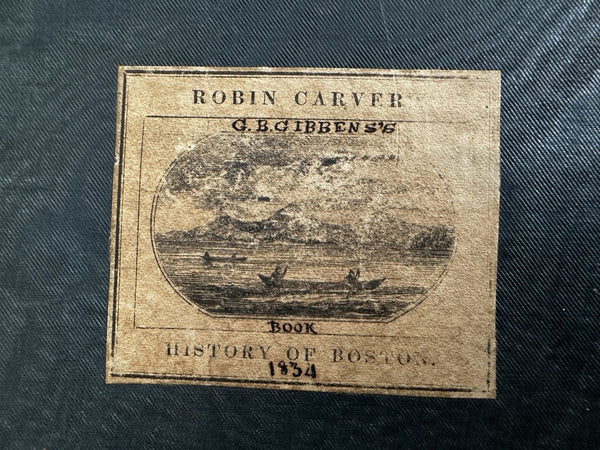 ROBIN CARVER
G.B.GIBBENS'S
BOOK
HISTORY OF BOSTON.
1834